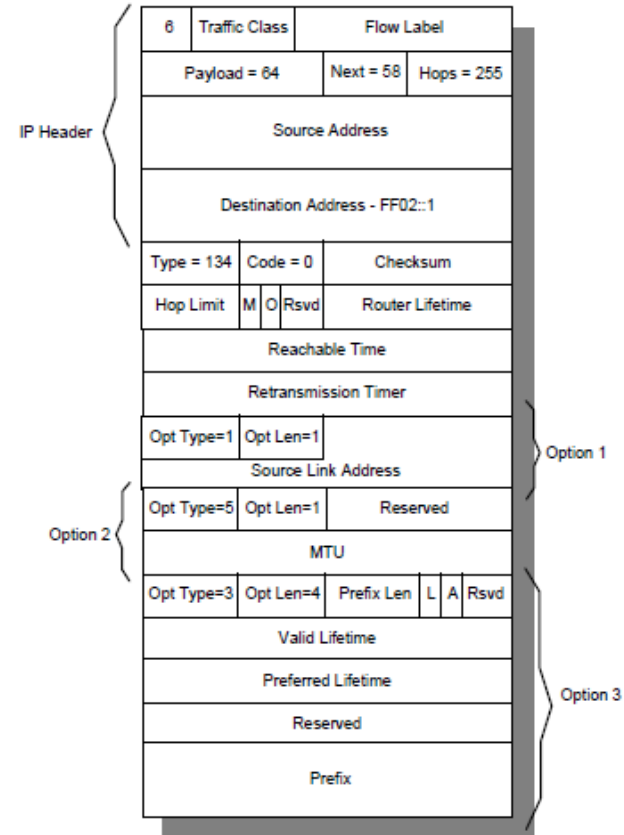 6 Traffic Class Flow Label
Payload = 64 Next = 58 Hops = 255
IP Header
Source Address
Destination Address - FF02::1
Type = 134 Code = 0 Checksum
Hop Limit M O Rsvd Router Lifetime
Reachable Time
Retransmission Timer
Opt Type=1 Opt Len=1
Option 1
Source Link Address
Opt Type=5 Opt Len=1 Reserved
Option 2
MTU
Opt Type=3 Opt Len=4 Prefix Len L A Rsvd
Valid Lifetime
Preferred Lifetime
Option 3
Reserved
Prefix